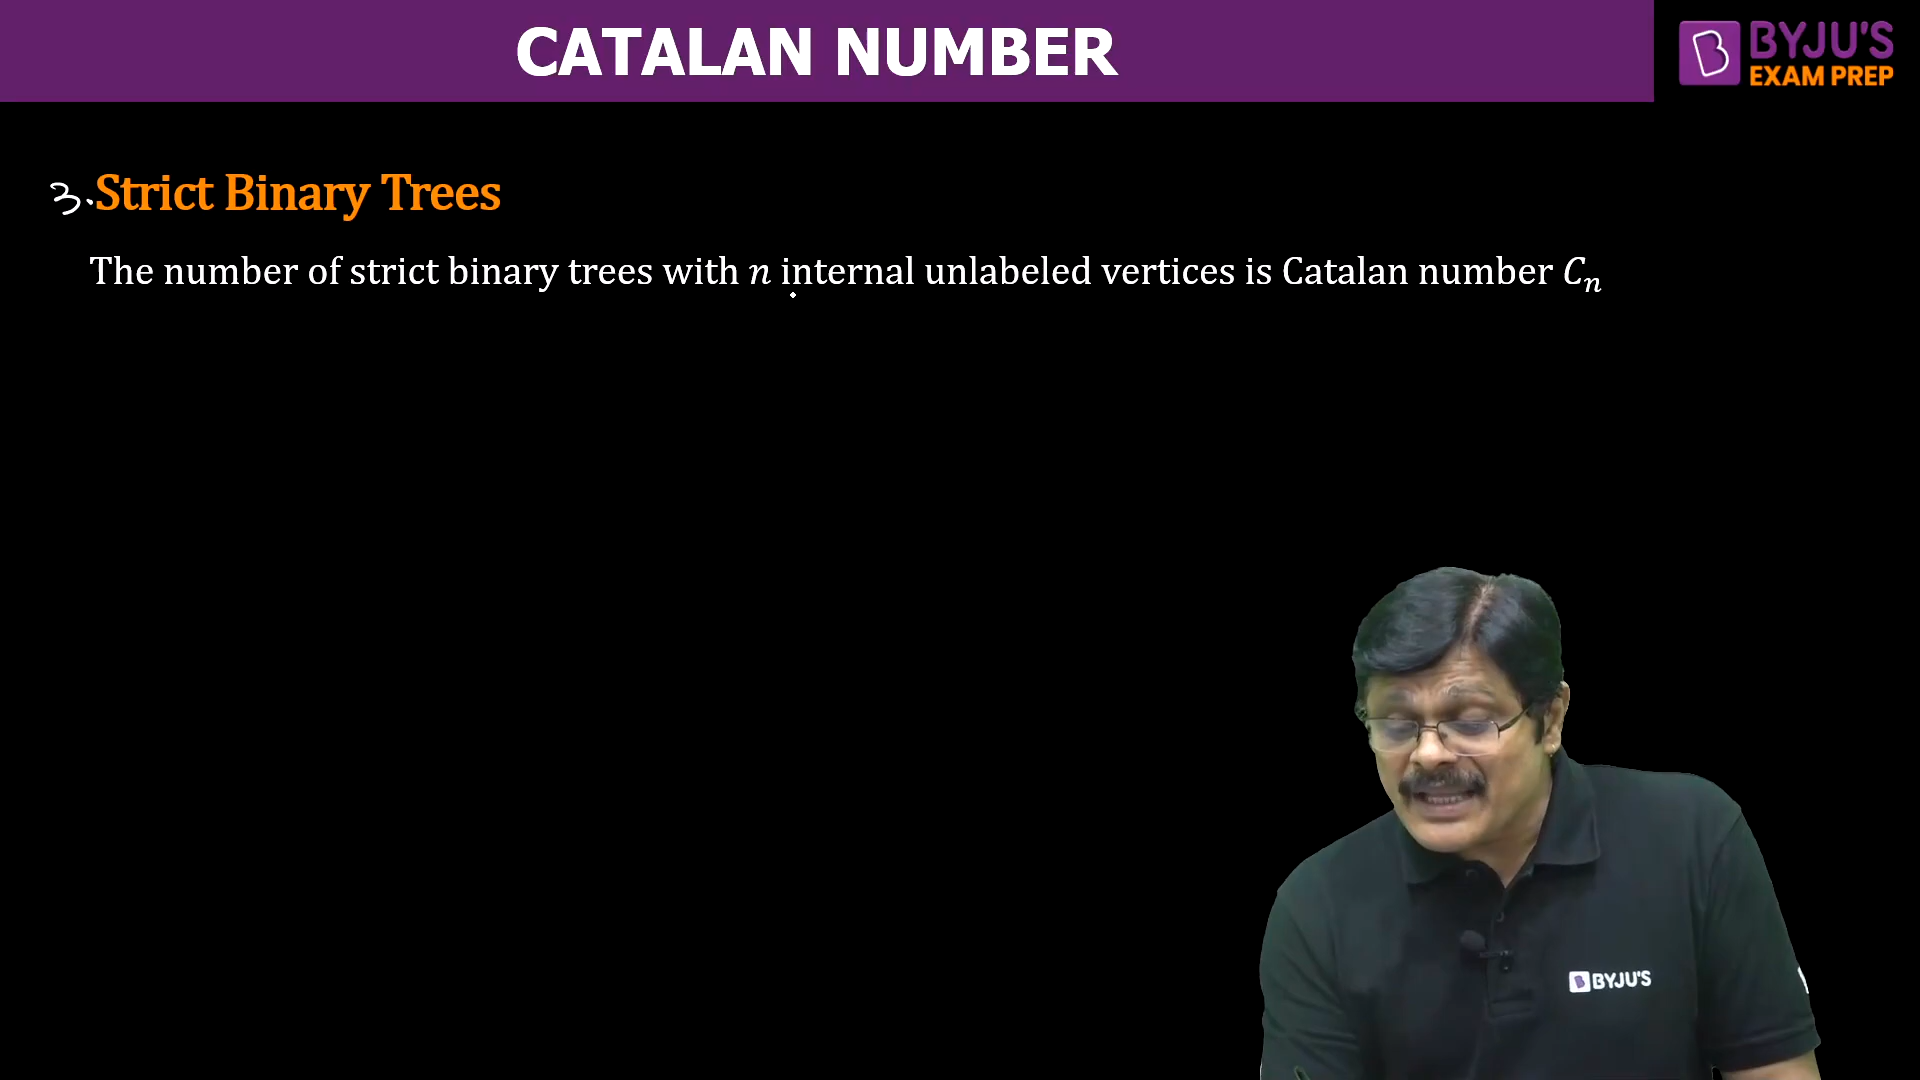 CATALAN NUMBER
BYJU'S
EXAM PREP
3. Strict Binary Trees
The number of strict binary trees with n internal unlabeled vertices is Catalan number Cₙ
BYJU'S